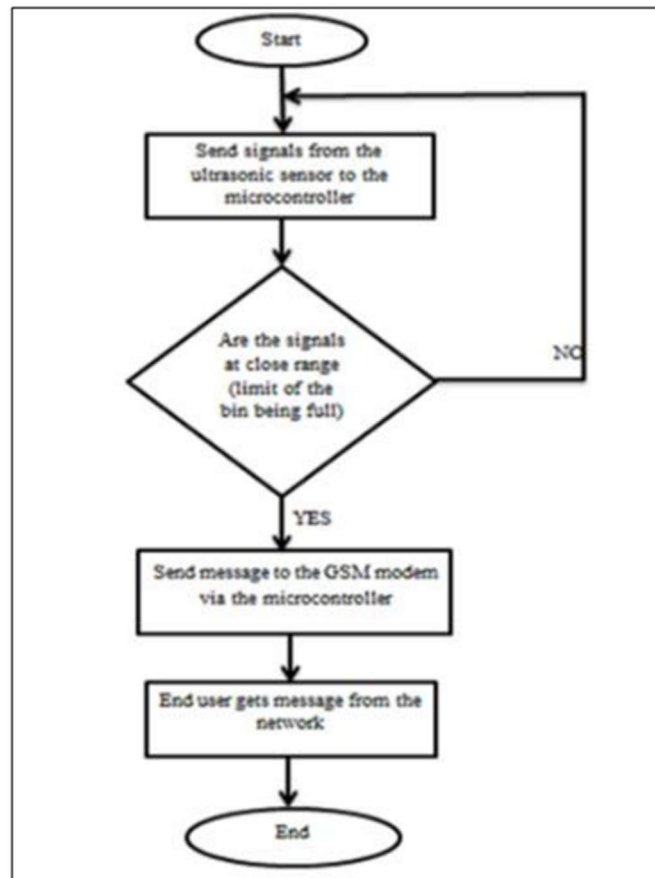 Start
Send signals from the
ultrasonic sensor to the
microcontroller
Are the signals
at close range
(limit of the
bin being full)
NO
YES
Send message to the GSM modem
via the microcontroller
End user gets message from the
network
End